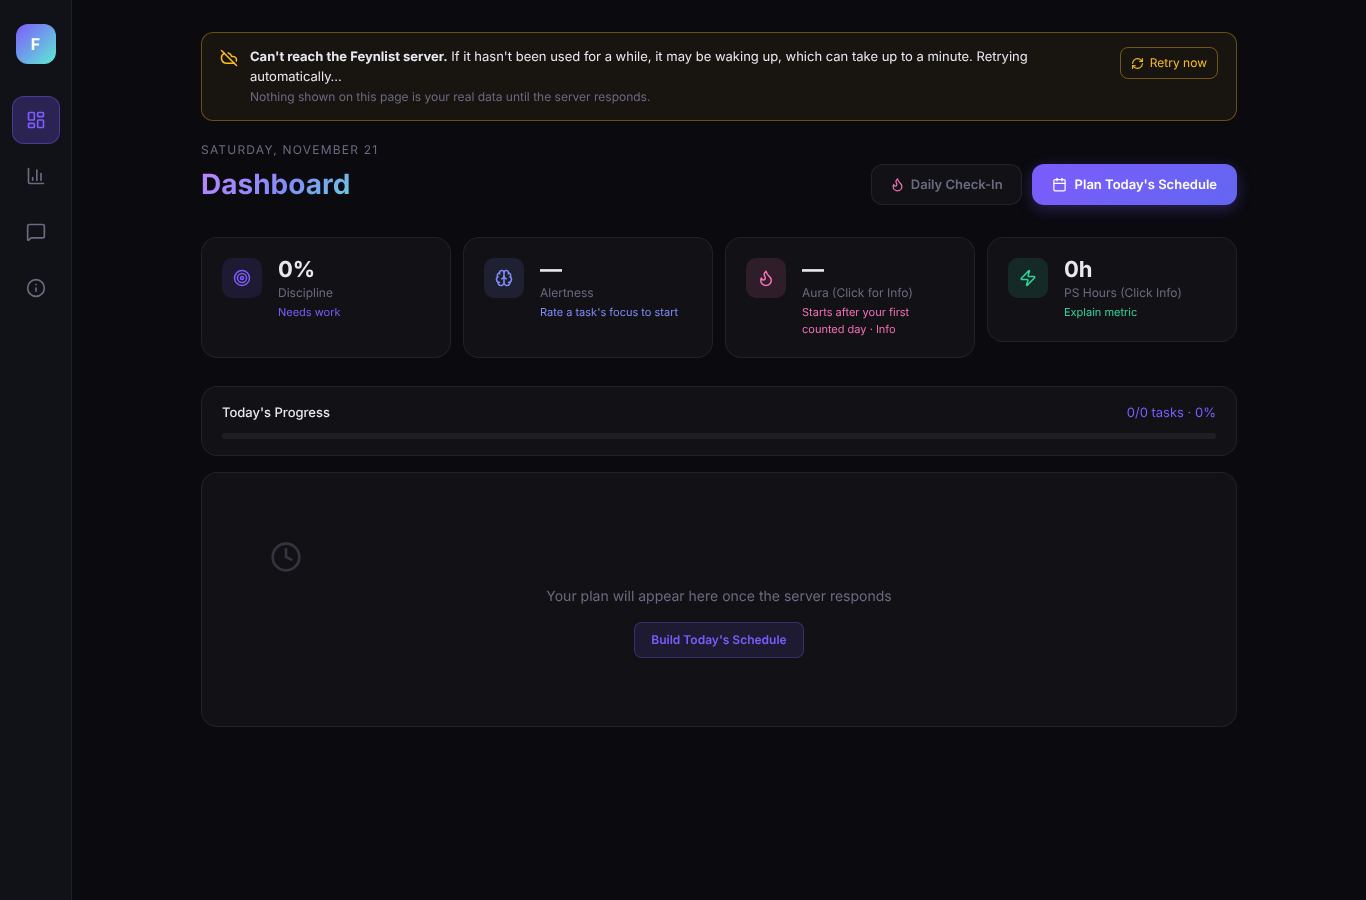 F
Can't reach the Feynlist server. If it hasn't been used for a while, it may be waking up, which can take up to a minute. Retrying
automatically...
Nothing shown on this page is your real data until the server responds.
Retry now
SATURDAY, NOVEMBER 21
Dashboard
Daily Check-In
Plan Today's Schedule
0%
Discipline
Needs work
—
Alertness
Rate a task's focus to start
—
Aura (Click for Info)
Starts after your first
counted day · Info
0h
PS Hours (Click Info)
Explain metric
Today's Progress
0/0 tasks · 0%
Your plan will appear here once the server responds
Build Today's Schedule